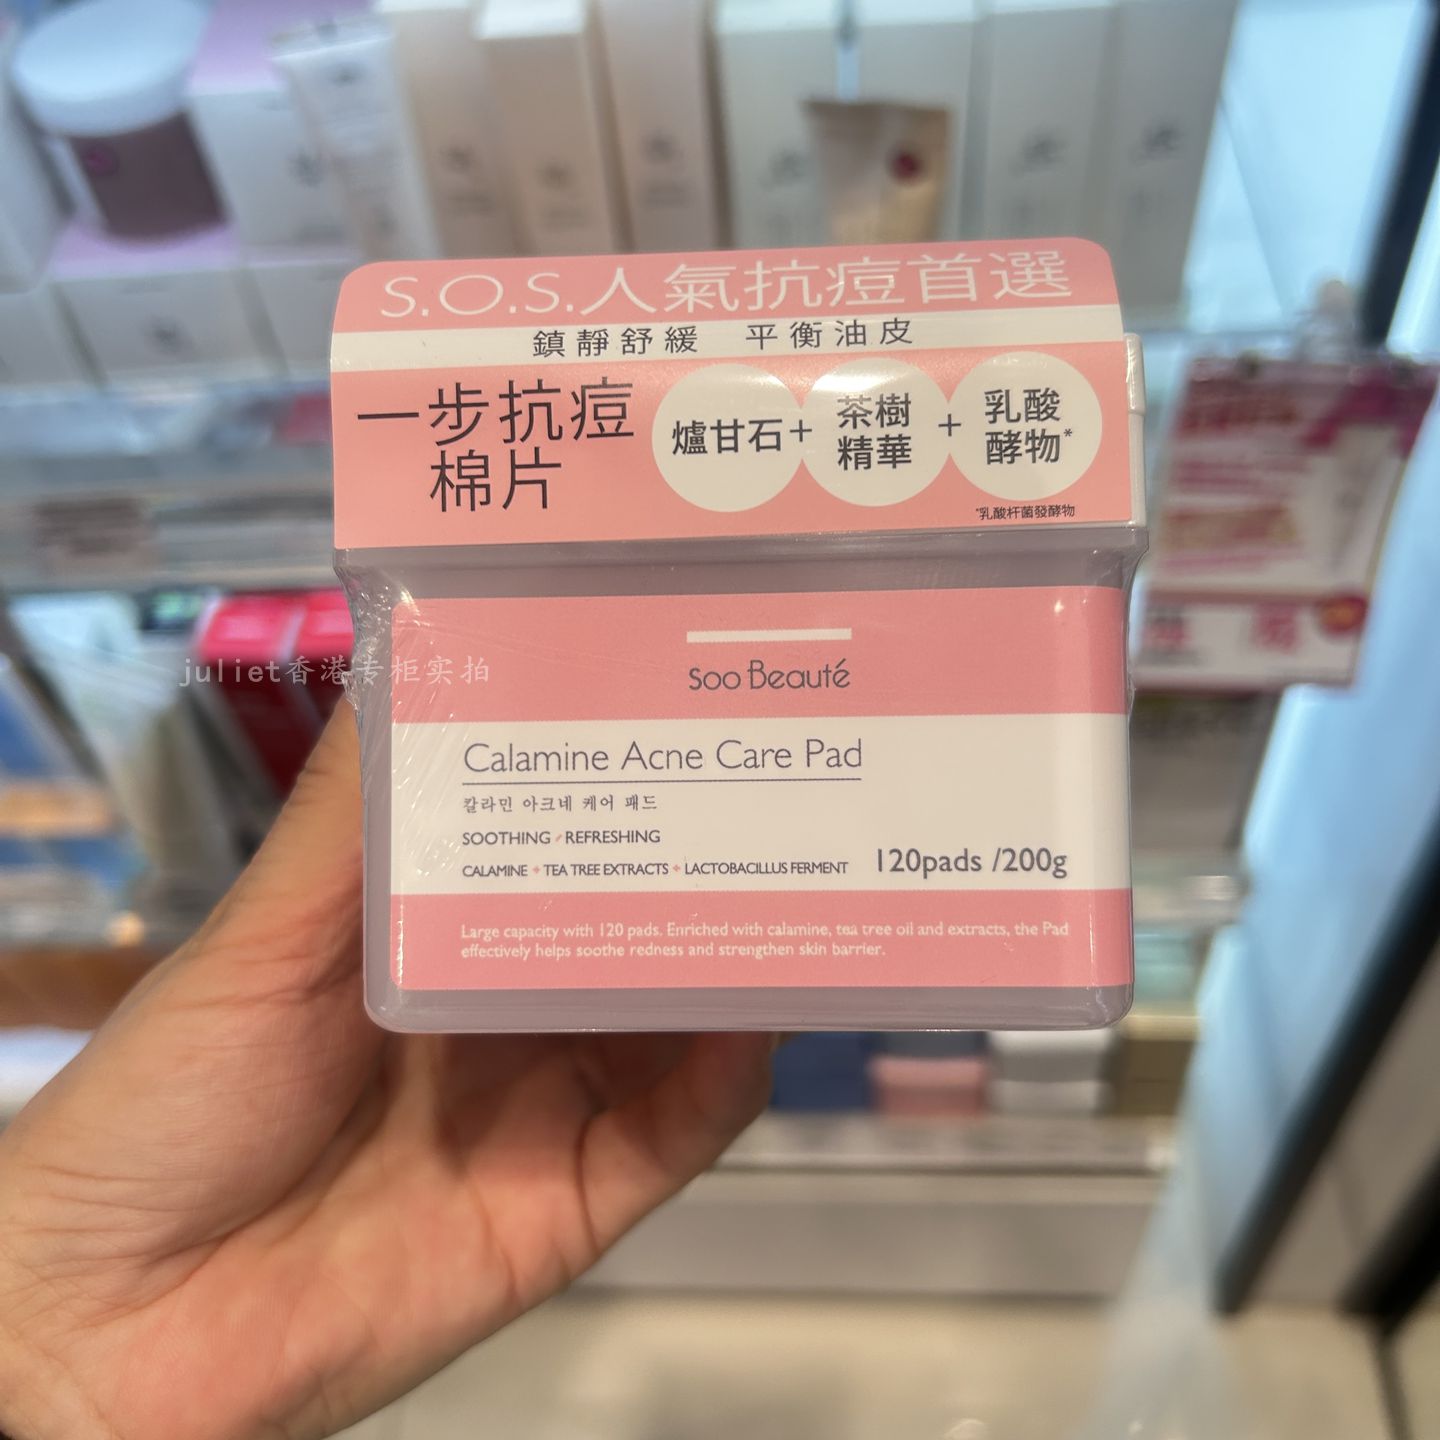 S.O.S.人氣抗痘首選
鎮靜舒緩 平衡油皮
一步抗痘
棉片
爐甘石+茶樹精華+乳酸酵物*
*乳酸杆菌發酵物
soo Beauté
juliet香港专柜实拍
Calamine Acne Care Pad
칼라민 아크네 케어 패드
SOOTHING / REFRESHING
CALAMINE + TEA TREE EXTRACTS + LACTOBACILLUS FERMENT
120pads /200g
Large capacity with 120 pads. Enriched with calamine, tea tree oil and extracts, the Pad
effectively helps soothe redness and strengthen skin barrier.